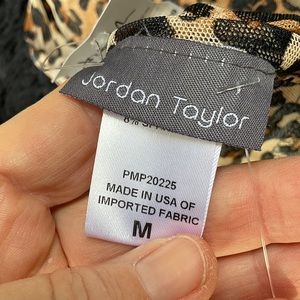 Jordan Taylor
PMP20225
MADE IN USA OF
IMPORTED FABRIC
M